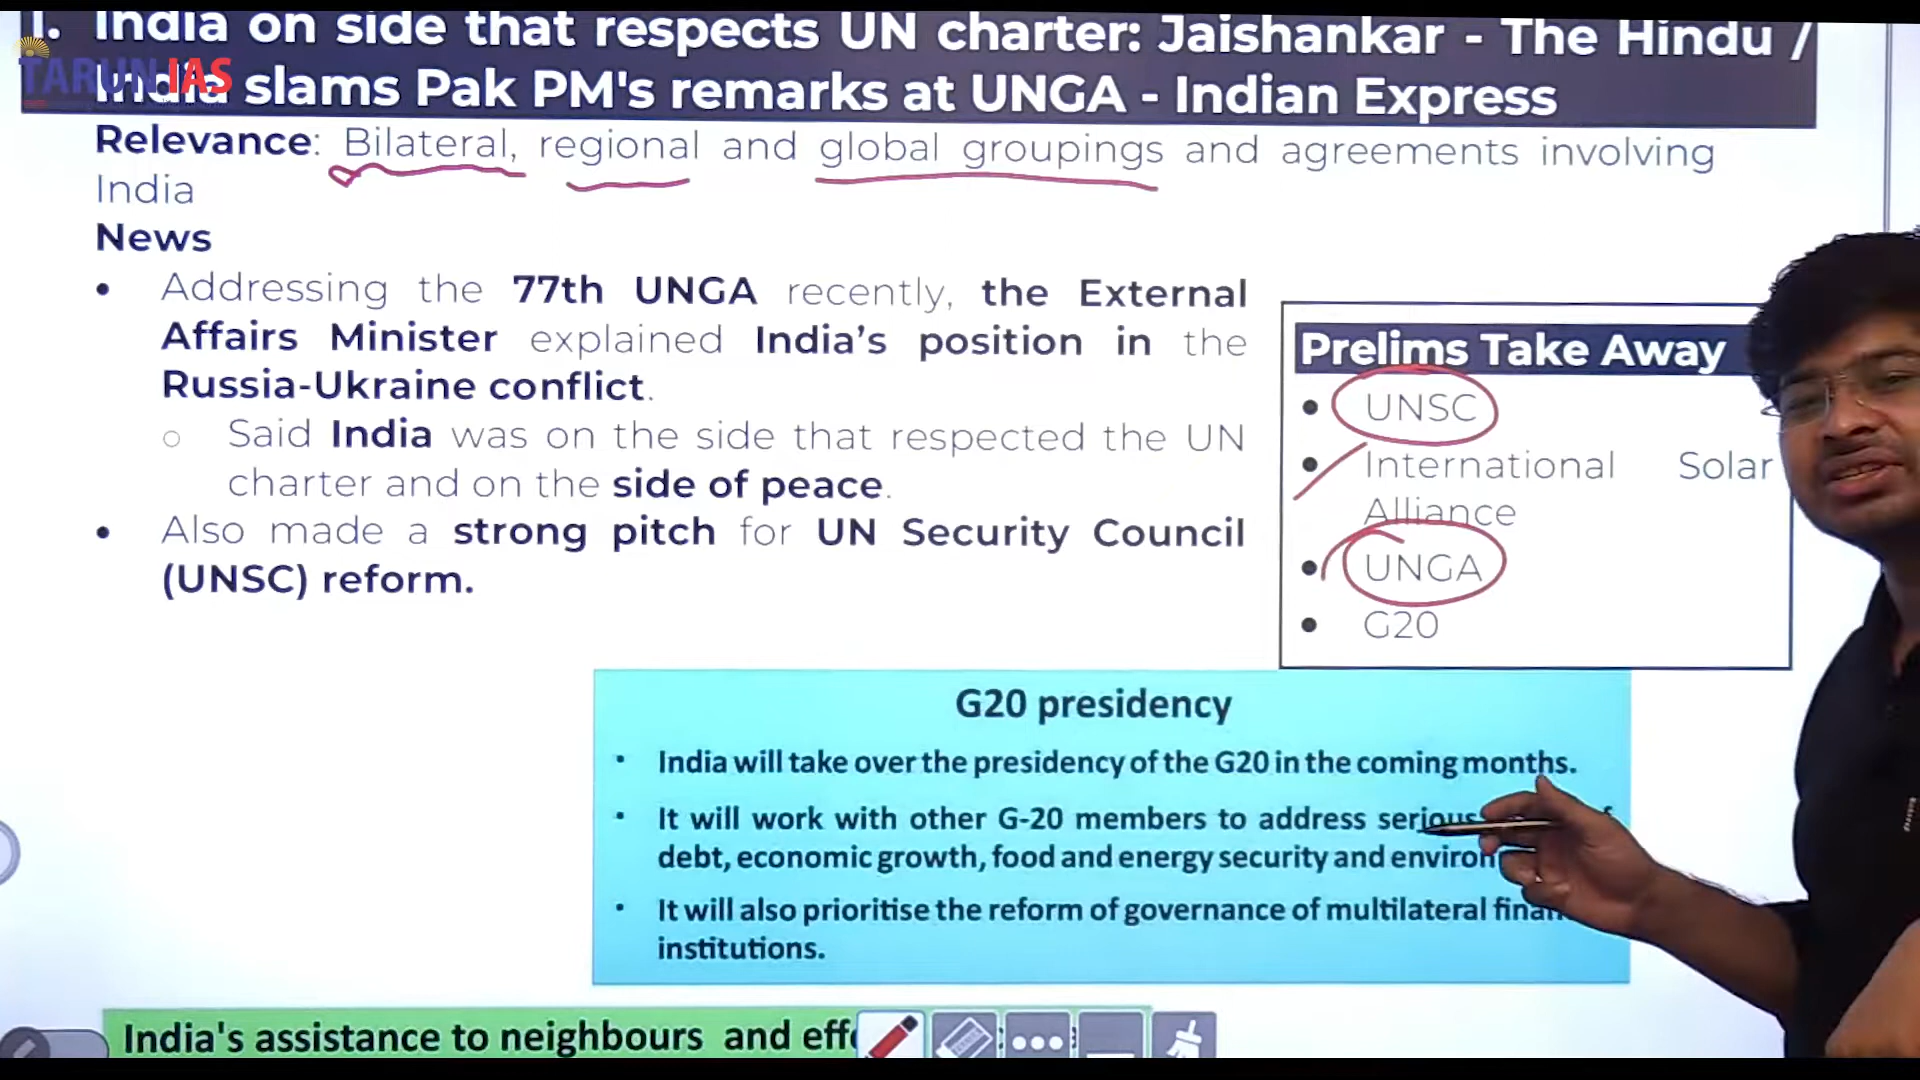 1. India on side that respects UN charter: Jaishankar - The Hindu /
India slams Pak PM's remarks at UNGA - Indian Express
TARUN IAS
Relevance: Bilateral, regional and global groupings and agreements involving
India
News
• Addressing the 77th UNGA recently, the External
Affairs Minister explained India's position in the
Russia-Ukraine conflict.
○ Said India was on the side that respected the UN
charter and on the side of peace.
• Also made a strong pitch for UN Security Council
(UNSC) reform.
Prelims Take Away
• UNSC
• International Solar
Alliance
• UNGA
• G20
G20 presidency
• India will take over the presidency of the G20 in the coming months.
• It will work with other G-20 members to address serious
debt, economic growth, food and energy security and environ
• It will also prioritise the reform of governance of multilateral finan
institutions.
India's assistance to neighbours and effe